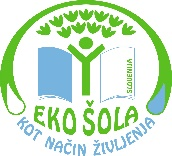 SLOVENIJA
EKO ŠOLA
KOT NAČIN ŽIVLJENJA